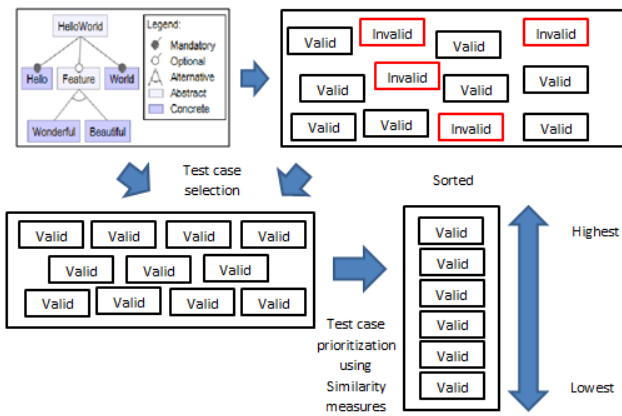 HelloWorld
Hello
Feature
World
Wonderful
Beautiful
Legend:
Mandatory
Optional
Alternative
Abstract
Concrete
Valid
Invalid
Valid
Invalid
Valid
Invalid
Valid
Valid
Valid
Valid
Invalid
Valid
Test case
selection
Valid Valid Valid Valid
Valid Valid Valid
Valid Valid Valid Valid
Test case
prioritization
using
Similarity
measures
Sorted
Valid
Valid
Valid
Valid
Valid
Valid
Highest
Lowest